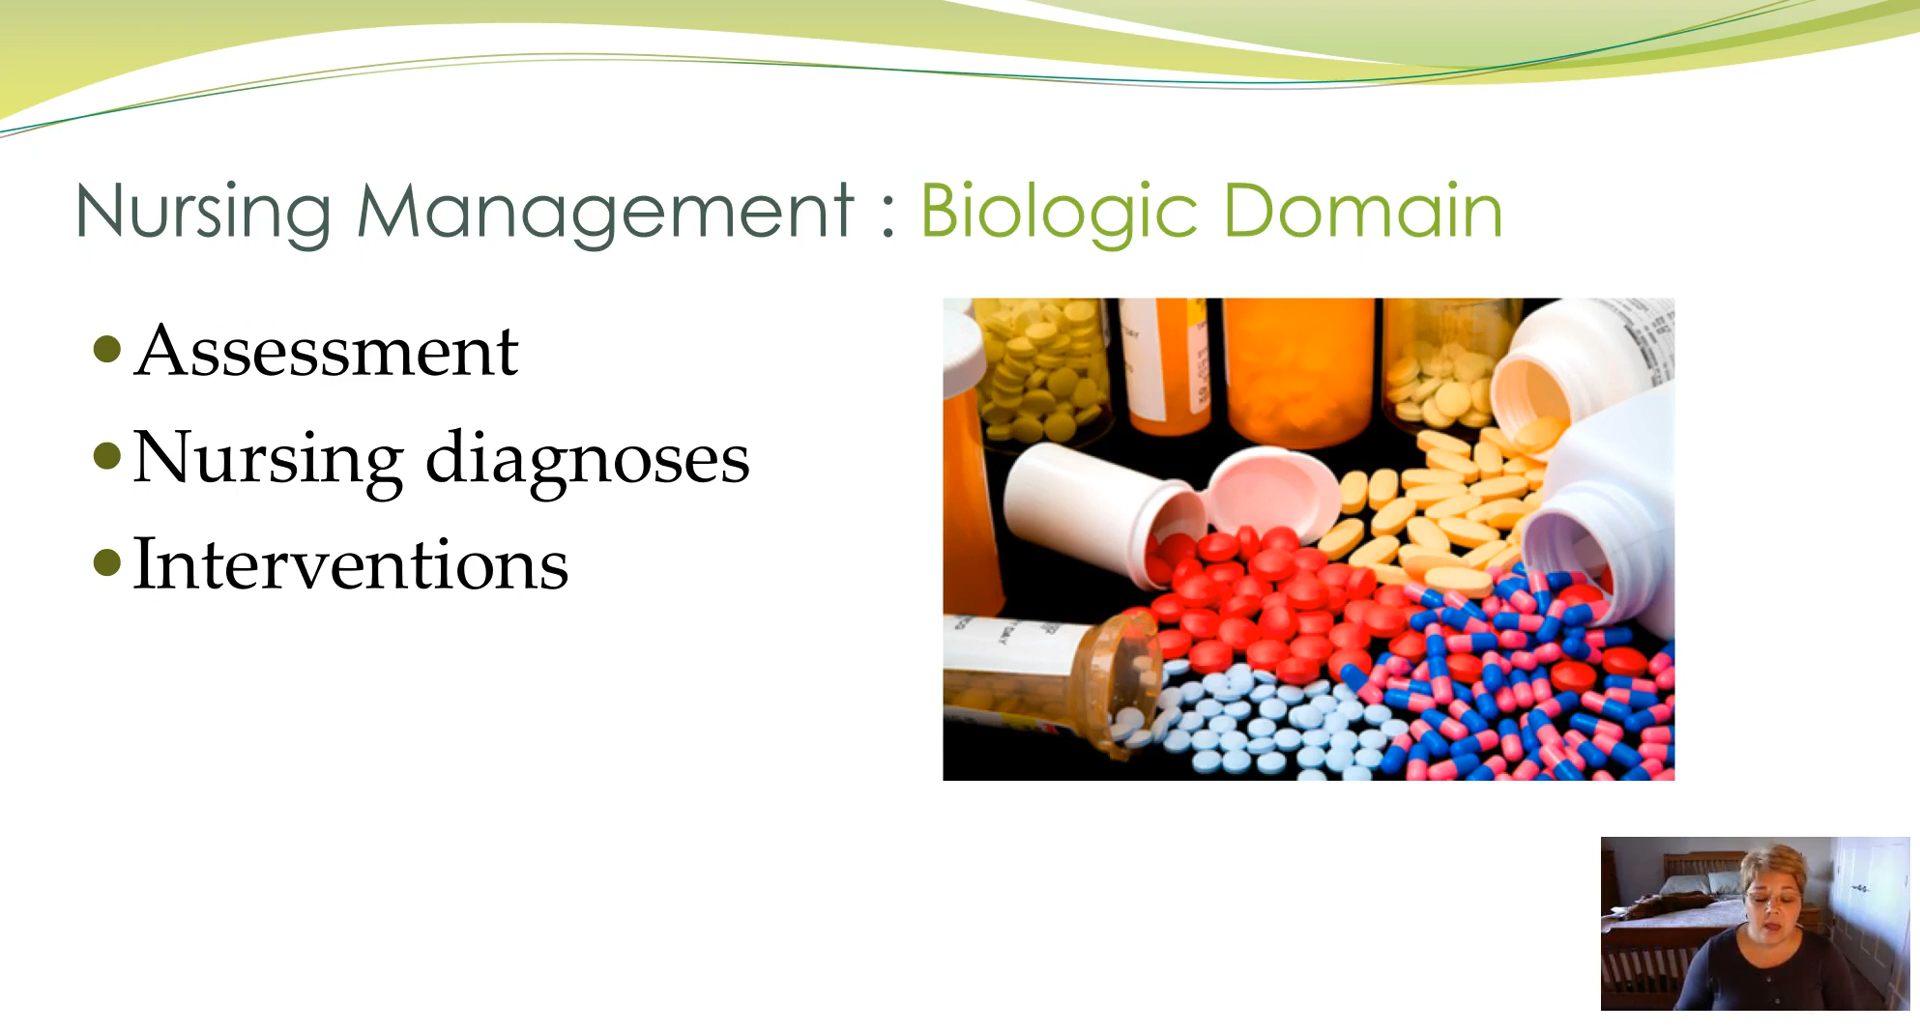 Nursing Management : Biologic Domain
•Assessment
•Nursing diagnoses
•Interventions